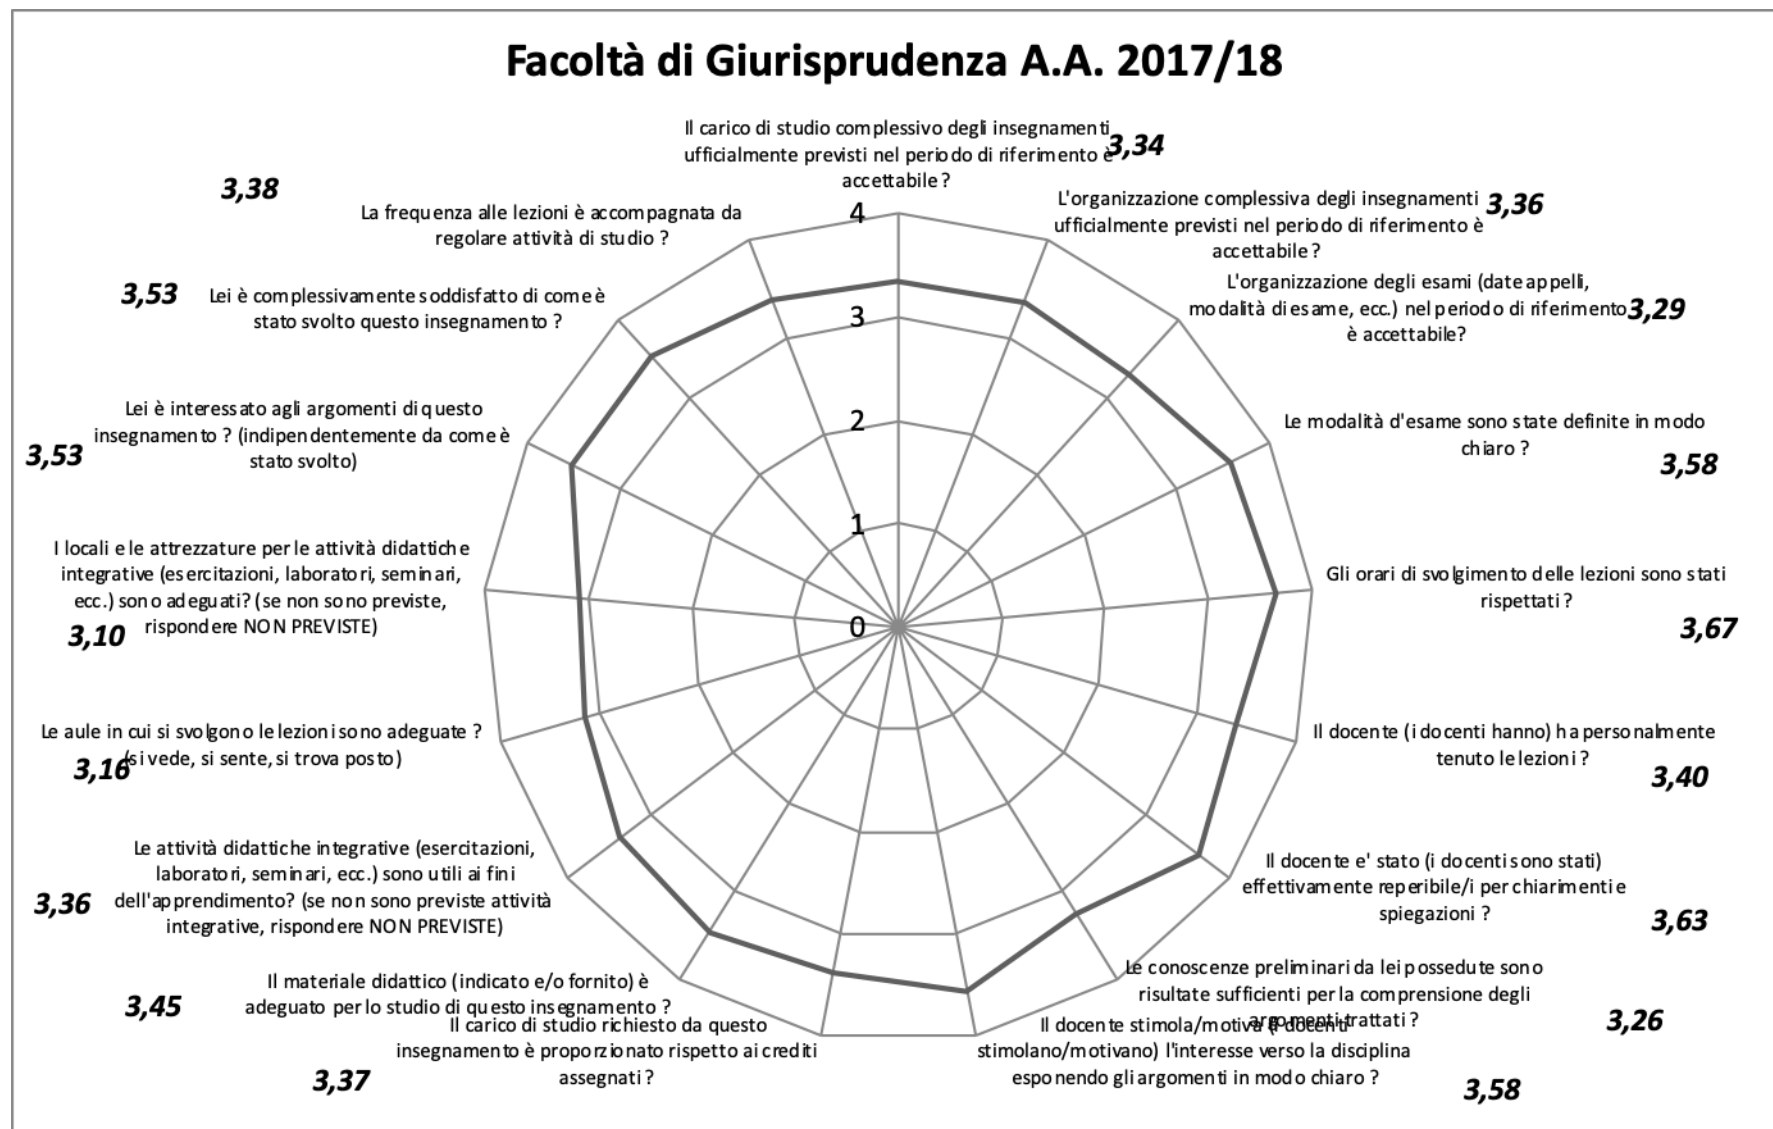 Facoltà di Giurisprudenza A.A. 2017/18
Il carico di studio complessivo degli insegnamenti
ufficialmente previsti nel periodo di riferimento è
accettabile ?
3,34
L'organizzazione complessiva degli insegnamenti
ufficialmente previsti nel periodo di riferimento è
accettabile ?
3,36
L'organizzazione degli esami (date appelli,
modalità di esame, ecc.) nel periodo di riferimento
è accettabile?
3,29
Le modalità d'esame sono state definite in modo
chiaro ?
3,58
Gli orari di svolgimento delle lezioni sono stati
rispettati ?
3,67
Il docente (i docenti hanno) ha personalmente
tenuto le lezioni ?
3,40
Il docente e' stato (i docenti sono stati)
effettivamente reperibile/i per chiarimenti e
spiegazioni ?
3,63
Le conoscenze preliminari da lei possedute sono
risultate sufficienti per la comprensione degli
argomenti trattati ?
3,26
Il docente stimola/motiva (i docenti
stimolano/motivano) l'interesse verso la disciplina
esponendo gli argomenti in modo chiaro ?
3,58
Il carico di studio richiesto da questo
insegnamento è proporzionato rispetto ai crediti
assegnati ?
3,37
Il materiale didattico (indicato e/o fornito) è
adeguato per lo studio di questo insegnamento ?
3,45
Le attività didattiche integrative (esercitazioni,
laboratori, seminari, ecc.) sono utili ai fini
dell'apprendimento? (se non sono previste attività
integrative, rispondere NON PREVISTE)
3,36
Le aule in cui si svolgono le lezioni sono adeguate ?
(si vede, si sente, si trova posto)
3,16
I locali e le attrezzature per le attività didattiche
integrative (esercitazioni, laboratori, seminari,
ecc.) sono adeguati? (se non sono previste,
rispondere NON PREVISTE)
3,10
Lei è interessato agli argomenti di questo
insegnamento ? (indipendentemente da come è
stato svolto)
3,53
Lei è complessivamente soddisfatto di come è
stato svolto questo insegnamento ?
3,53
La frequenza alle lezioni è accompagnata da
regolare attività di studio ?
3,38
4
3
2
1
0